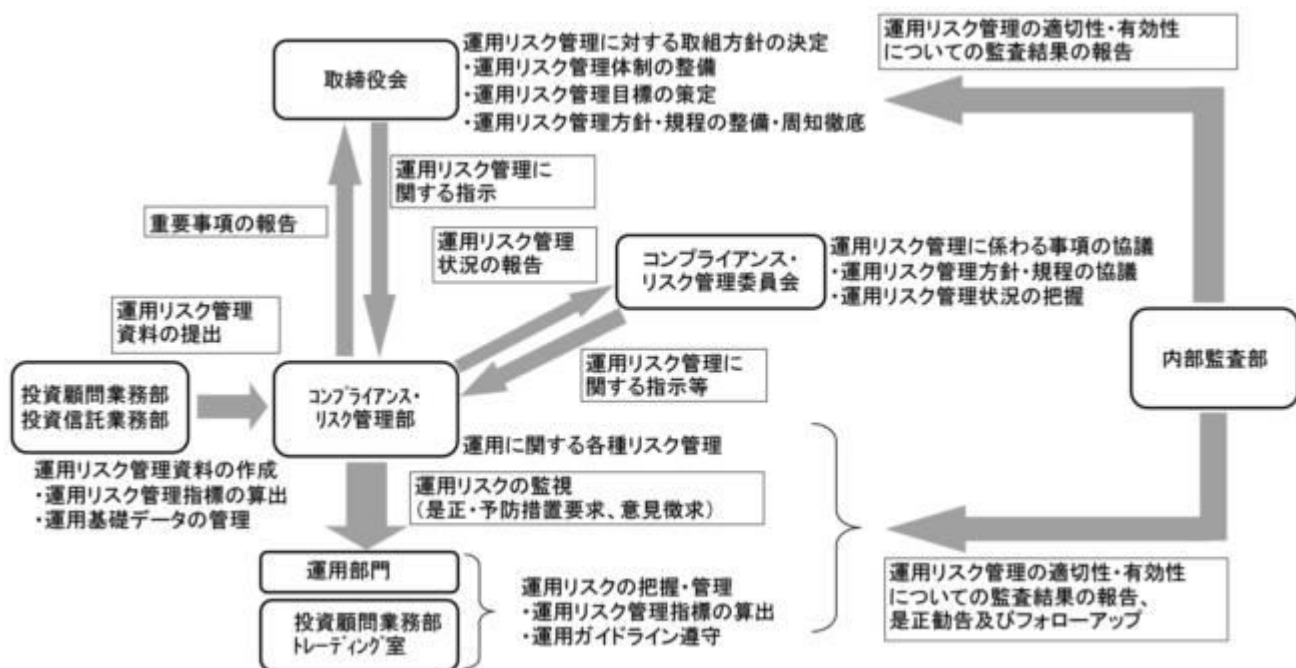 取締役会
運用リスク管理に対する取組方針の決定
・運用リスク管理体制の整備
・運用リスク管理目標の策定
・運用リスク管理方針・規程の整備・周知徹底
運用リスク管理の適切性・有効性
についての監査結果の報告
運用リスク管理に
関する指示
重要事項の報告
運用リスク管理
状況の報告
コンプライアンス・
リスク管理委員会
運用リスク管理に係わる事項の協議
・運用リスク管理方針・規程の協議
・運用リスク管理状況の把握
運用リスク管理
資料の提出
運用リスク管理に
関する指示等
内部監査部
投資顧問業務部
投資信託業務部
コンプライアンス・
リスク管理部
運用に関する各種リスク管理
運用リスク管理資料の作成
・運用リスク管理指標の算出
・運用基礎データの管理
運用リスクの監視
(是正・予防措置要求、意見徴求)
運用部門
投資顧問業務部
トレーディング室
運用リスクの把握・管理
・運用リスク管理指標の算出
・運用ガイドライン遵守
運用リスク管理の適切性・有効性
についての監査結果の報告、
是正勧告及びフォローアップ